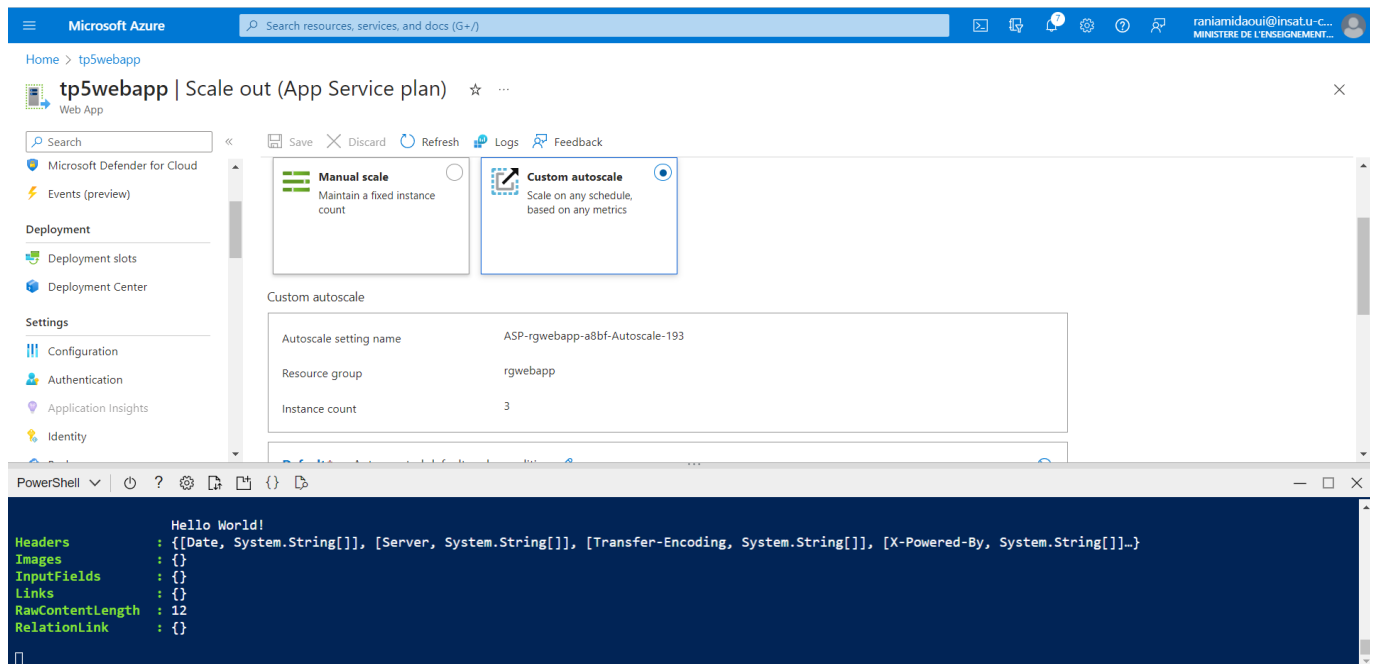 Microsoft Azure
Search resources, services, and docs (G+/)
7
raniamidaoui@insat.u-c...
MINISTERE DE L'ENSEIGNEMENT...
Home > tp5webapp
tp5webapp | Scale out (App Service plan) ☆ ...
Web App
Search
«
Save Discard Refresh Logs Feedback
Microsoft Defender for Cloud
Events (preview)
Deployment
Deployment slots
Deployment Center
Settings
Configuration
Authentication
Application Insights
Identity
Manual scale
Maintain a fixed instance
count
Custom autoscale
Scale on any schedule,
based on any metrics
Custom autoscale
Autoscale setting name ASP-rgwebapp-a8bf-Autoscale-193
Resource group rgwebapp
Instance count 3
PowerShell
Hello World!
Headers : {[Date, System.String[]], [Server, System.String[]], [Transfer-Encoding, System.String[]], [X-Powered-By, System.String[]]…}
Images : {}
InputFields : {}
Links : {}
RawContentLength : 12
RelationLink : {}